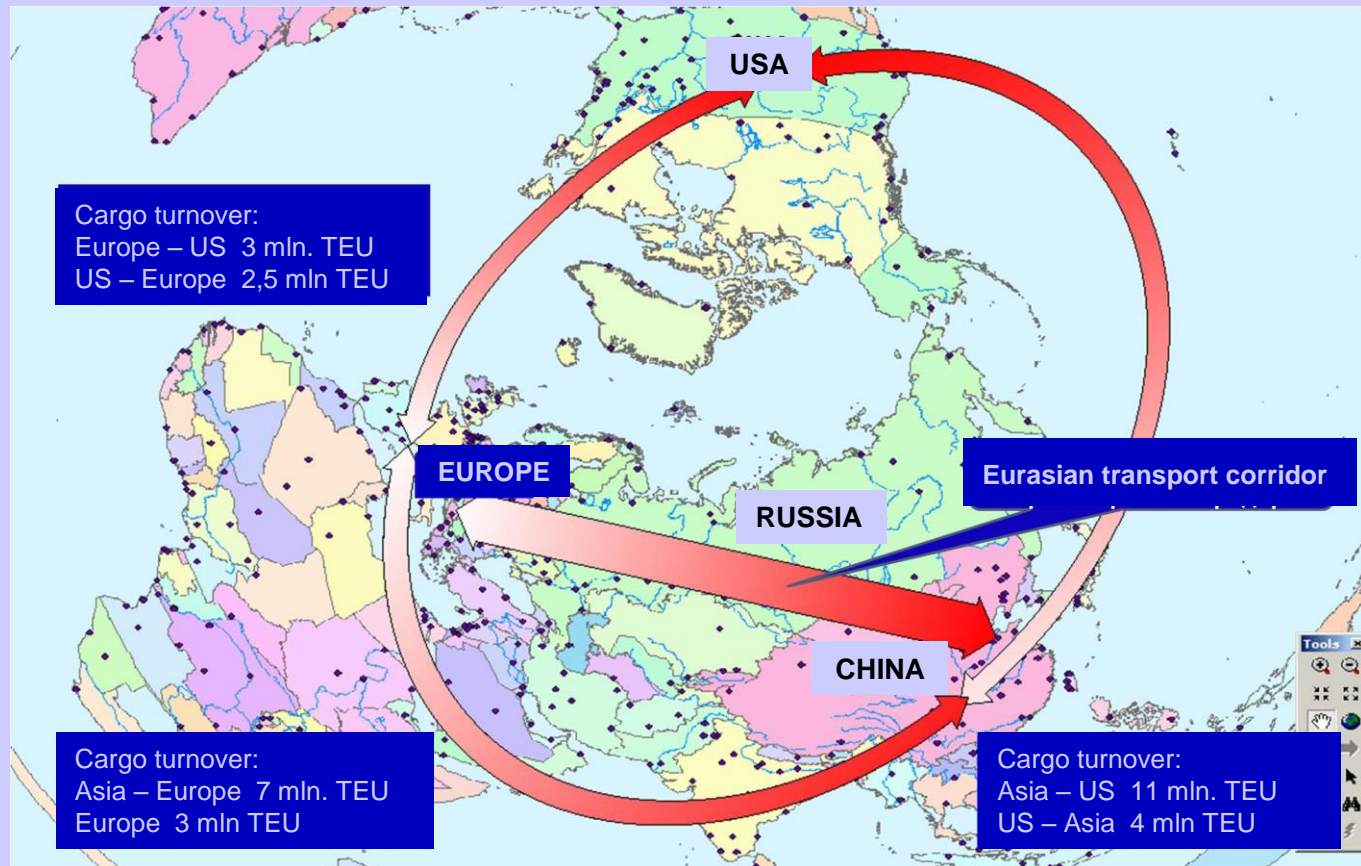 USA
Cargo turnover:
Europe – US 3 mln. TEU
US – Europe 2,5 mln TEU
EUROPE
Eurasian transport corridor
RUSSIA
CHINA
Tools
Cargo turnover:
Asia – Europe 7 mln. TEU
Europe 3 mln TEU
Cargo turnover:
Asia – US 11 mln. TEU
US – Asia 4 mln TEU